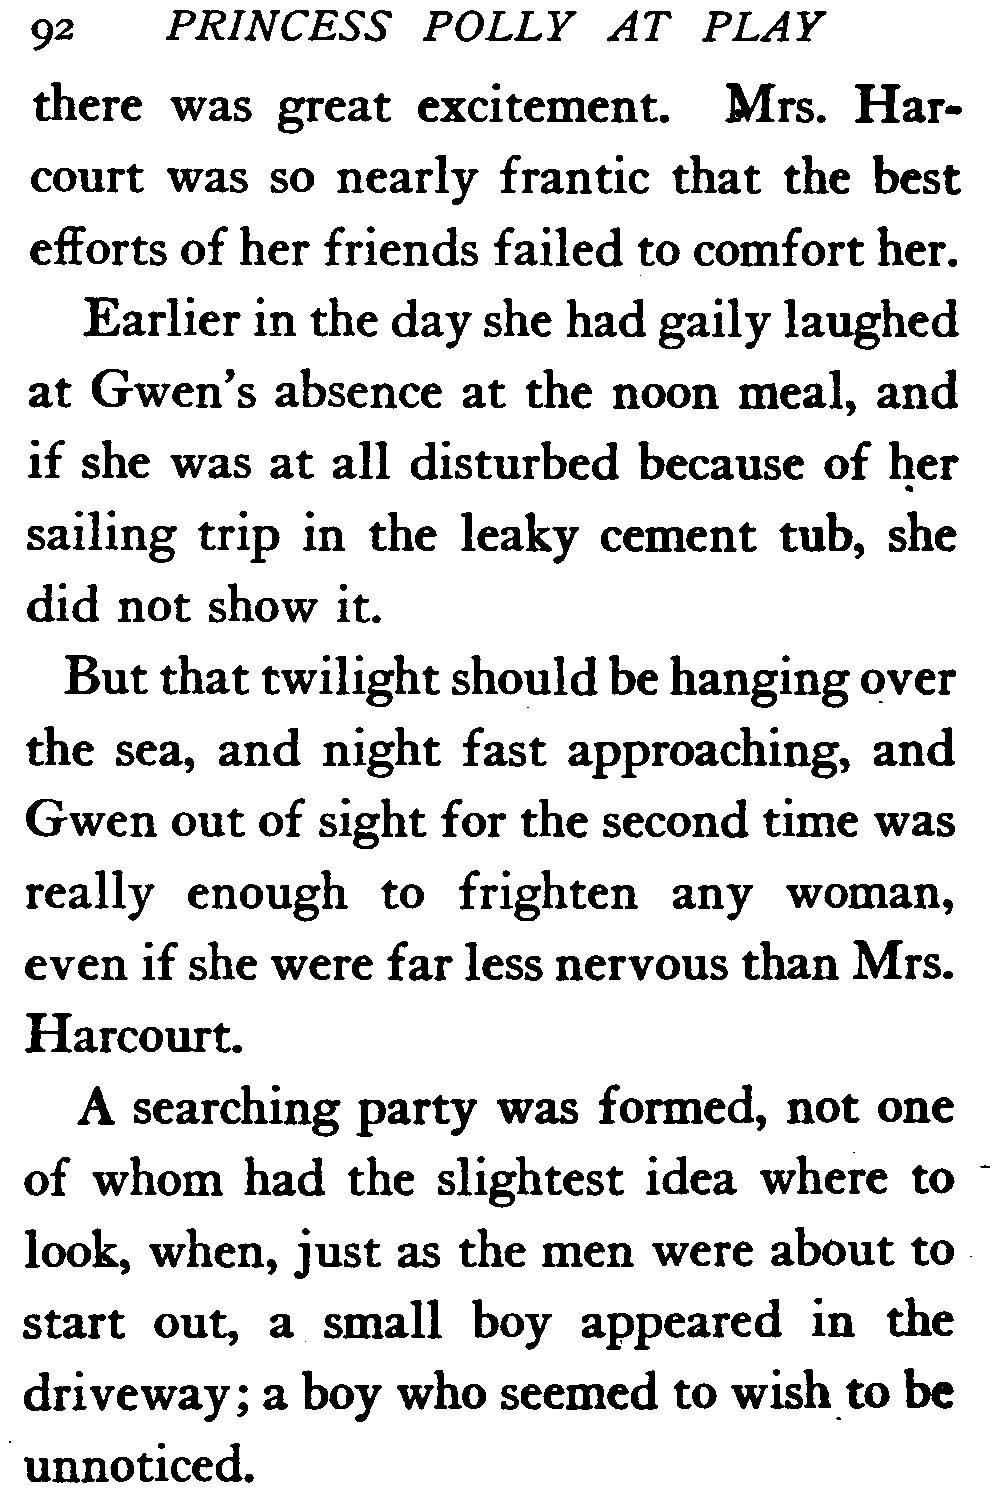 92 PRINCESS POLLY AT PLAY
there was great excitement. Mrs. Har-
court was so nearly frantic that the best
efforts of her friends failed to comfort her.
Earlier in the day she had gaily laughed
at Gwen's absence at the noon meal, and
if she was at all disturbed because of her
sailing trip in the leaky cement tub, she
did not show it.
But that twilight should be hanging over
the sea, and night fast approaching, and
Gwen out of sight for the second time was
really enough to frighten any woman,
even if she were far less nervous than Mrs.
Harcourt.
A searching party was formed, not one
of whom had the slightest idea where to
look, when, just as the men were about to
start out, a small boy appeared in the
driveway; a boy who seemed to wish to be
unnoticed.